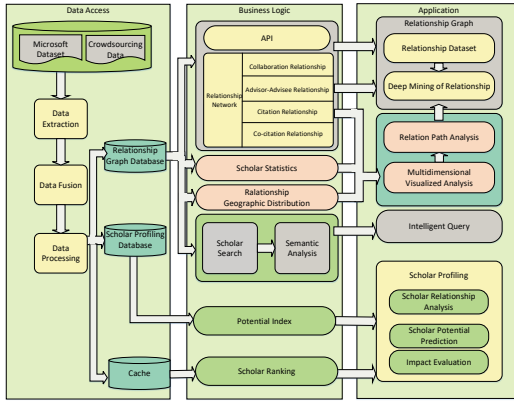 Data Access
Microsoft
Dataset
Crowdsourcing
Data
Data
Extraction
Data Fusion
Data
Processing
Relationship
Graph Database
Scholar Profiling
Database
Cache
Business Logic
API
Relationship
Network
Collaboration Relationship
Advisor-Advisee Relationship
Citation Relationship
Co-citation Relationship
Scholar Statistics
Relationship
Geographic Distribution
Scholar
Search
Semantic
Analysis
Potential Index
Scholar Ranking
Application
Relationship Graph
Relationship Dataset
Deep Mining of Relationship
Relation Path Analysis
Multidimensional
Visualized Analysis
Intelligent Query
Scholar Profiling
Scholar Relationship
Analysis
Scholar Potential
Prediction
Impact Evaluation